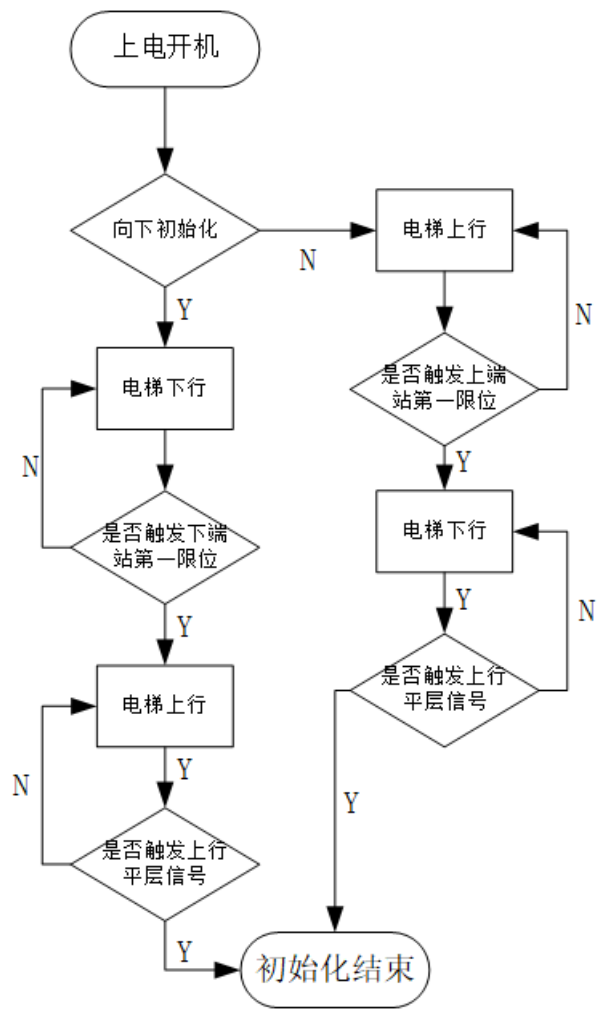 上电开机
向下初始化
N
电梯上行
Y
N
电梯下行
是否触发上端
站第一限位
N
Y
是否触发下端
站第一限位
电梯下行
Y
Y
N
电梯上行
是否触发上行
平层信号
Y
N
Y
是否触发上行
平层信号
Y
初始化结束